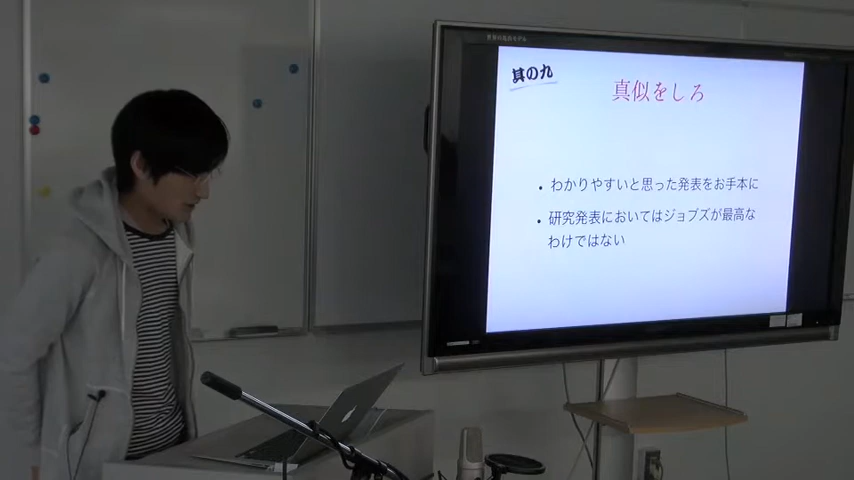 其の九
真似をしろ
・わかりやすいと思った発表をお手本に
・研究発表においてはジョブズが最高な
わけではない